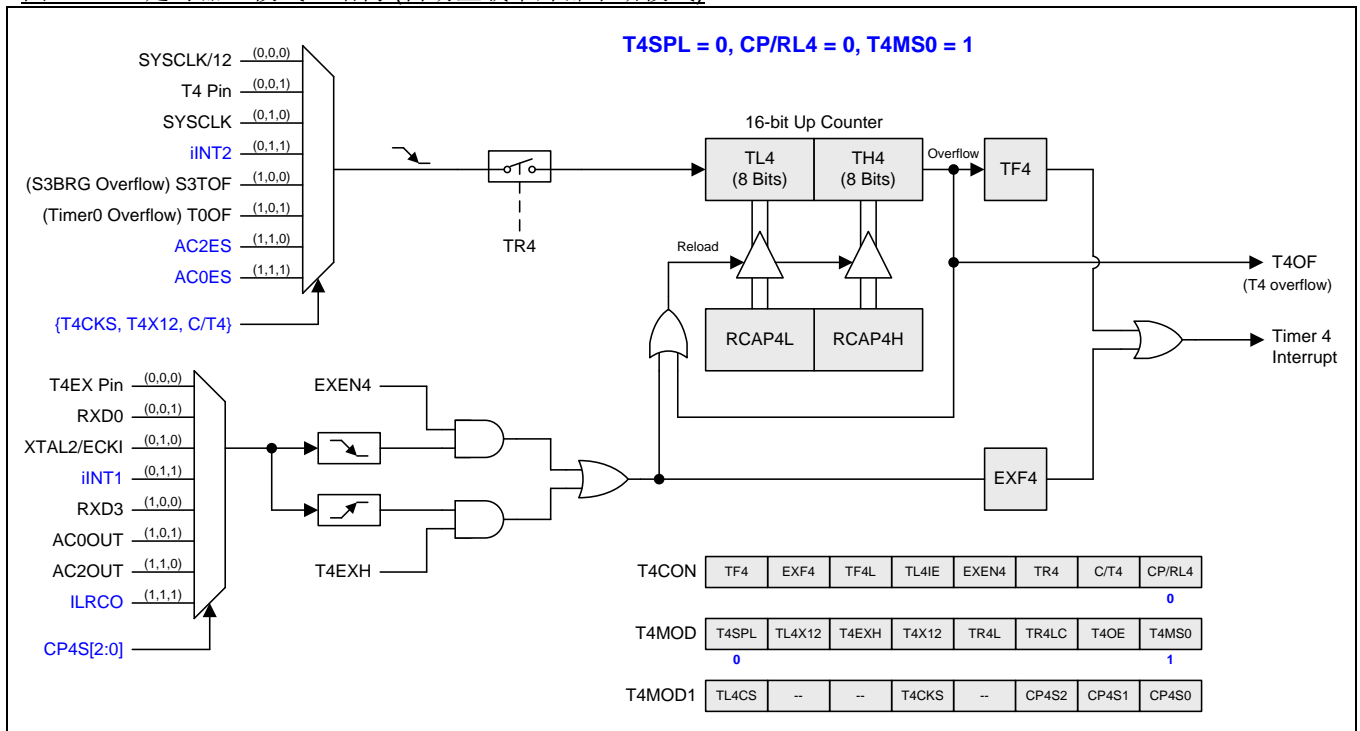 T4SPL = 0, CP/RL4 = 0, T4MS0 = 1
SYSCLK/12 (0,0,0)
T4 Pin (0,0,1)
SYSCLK (0,1,0)
iINT2 (0,1,1)
(S3BRG Overflow) S3TOF (1,0,0)
(Timer0 Overflow) T0OF (1,0,1)
AC2ES (1,1,0)
AC0ES (1,1,1)
{T4CKS, T4X12, C/T4}
TR4
16-bit Up Counter
TL4 (8 Bits)
TH4 (8 Bits)
Overflow
TF4
Reload
RCAP4L
RCAP4H
T4OF
(T4 overflow)
Timer 4
Interrupt
T4EX Pin (0,0,0)
RXD0 (0,0,1)
XTAL2/ECKI (0,1,0)
iINT1 (0,1,1)
RXD3 (1,0,0)
AC0OUT (1,0,1)
AC2OUT (1,1,0)
ILRCO (1,1,1)
CP4S[2:0]
EXEN4
T4EXH
EXF4
T4CON TF4 EXF4 TF4L TL4IE EXEN4 TR4 C/T4 CP/RL4
0
T4MOD T4SPL TL4X12 T4EXH T4X12 TR4L TR4LC T4OE T4MS0
0 1
T4MOD1 TL4CS -- -- T4CKS -- CP4S2 CP4S1 CP4S0